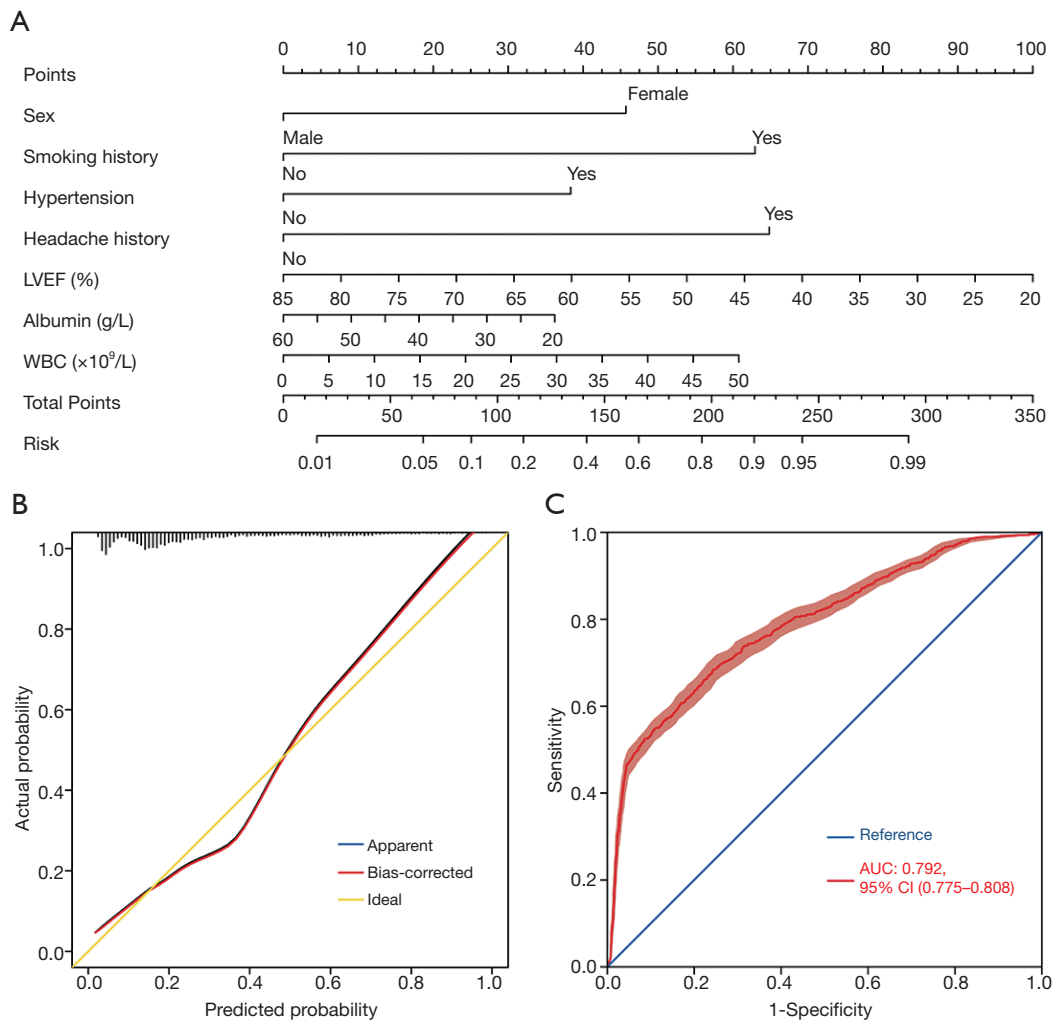 A
0 10 20 30 40 50 60 70 80 90 100
Points
Female
Sex
Male
Yes
Smoking history
No
Yes
Hypertension
No
Yes
Headache history
No
LVEF (%)
85 80 75 70 65 60 55 50 45 40 35 30 25 20
Albumin (g/L)
60 50 40 30 20
WBC (×10⁹/L)
0 5 10 15 20 25 30 35 40 45 50
Total Points
0 50 100 150 200 250 300 350
Risk
0.01 0.05 0.1 0.2 0.4 0.6 0.8 0.9 0.95 0.99
B
Actual probability
1.0
0.8
0.6
0.4
0.2
0.0
Apparent
Bias-corrected
Ideal
0.0 0.2 0.4 0.6 0.8 1.0
Predicted probability
C
Sensitivity
1.0
0.8
0.6
0.4
0.2
0.0
Reference
AUC: 0.792,
95% CI (0.775–0.808)
0.0 0.2 0.4 0.6 0.8 1.0
1-Specificity